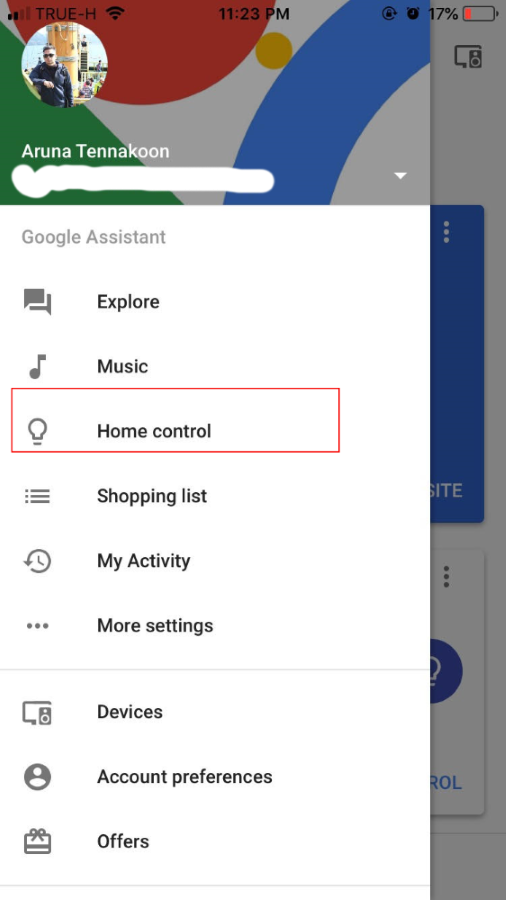 TRUE-H 11:23 PM 17%
Aruna Tennakoon
Google Assistant
Explore
Music
Home control
Shopping list
My Activity
More settings
Devices
Account preferences
Offers
SITE
ROL